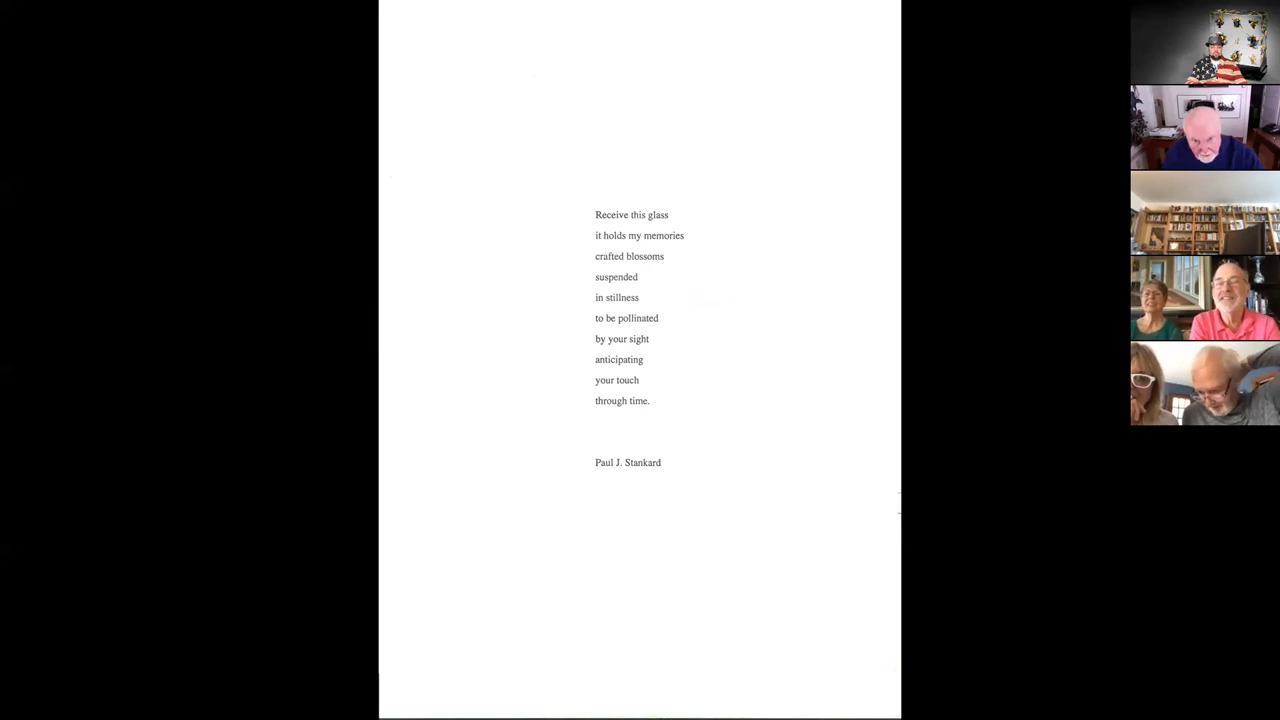 Receive this glass
it holds my memories
crafted blossoms
suspended
in stillness
to be pollinated
by your sight
anticipating
your touch
through time.
Paul J. Stankard